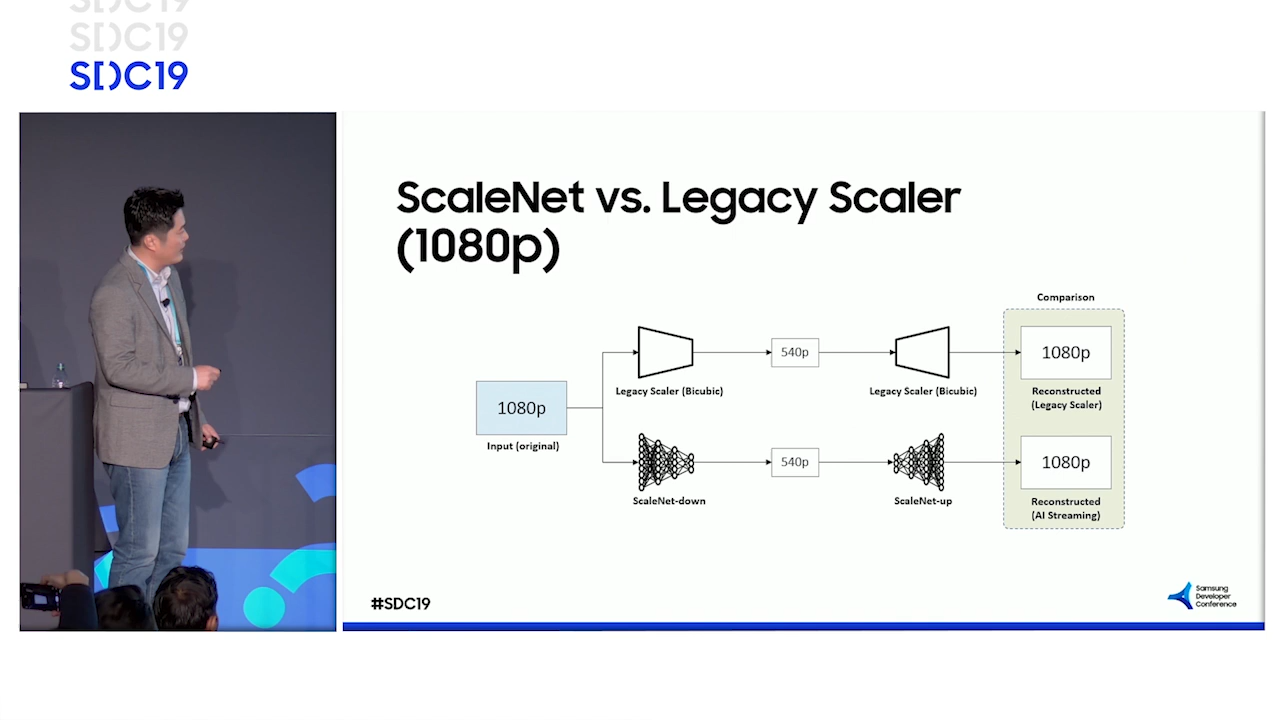 SDC19
SDC19
SDC19
ScaleNet vs. Legacy Scaler
(1080p)
Comparison
540p
1080p
Legacy Scaler (Bicubic)
Legacy Scaler (Bicubic)
Reconstructed
(Legacy Scaler)
1080p
Input (original)
540p
1080p
ScaleNet-down
ScaleNet-up
Reconstructed
(AI Streaming)
#SDC19
Samsung
Developer
Conference